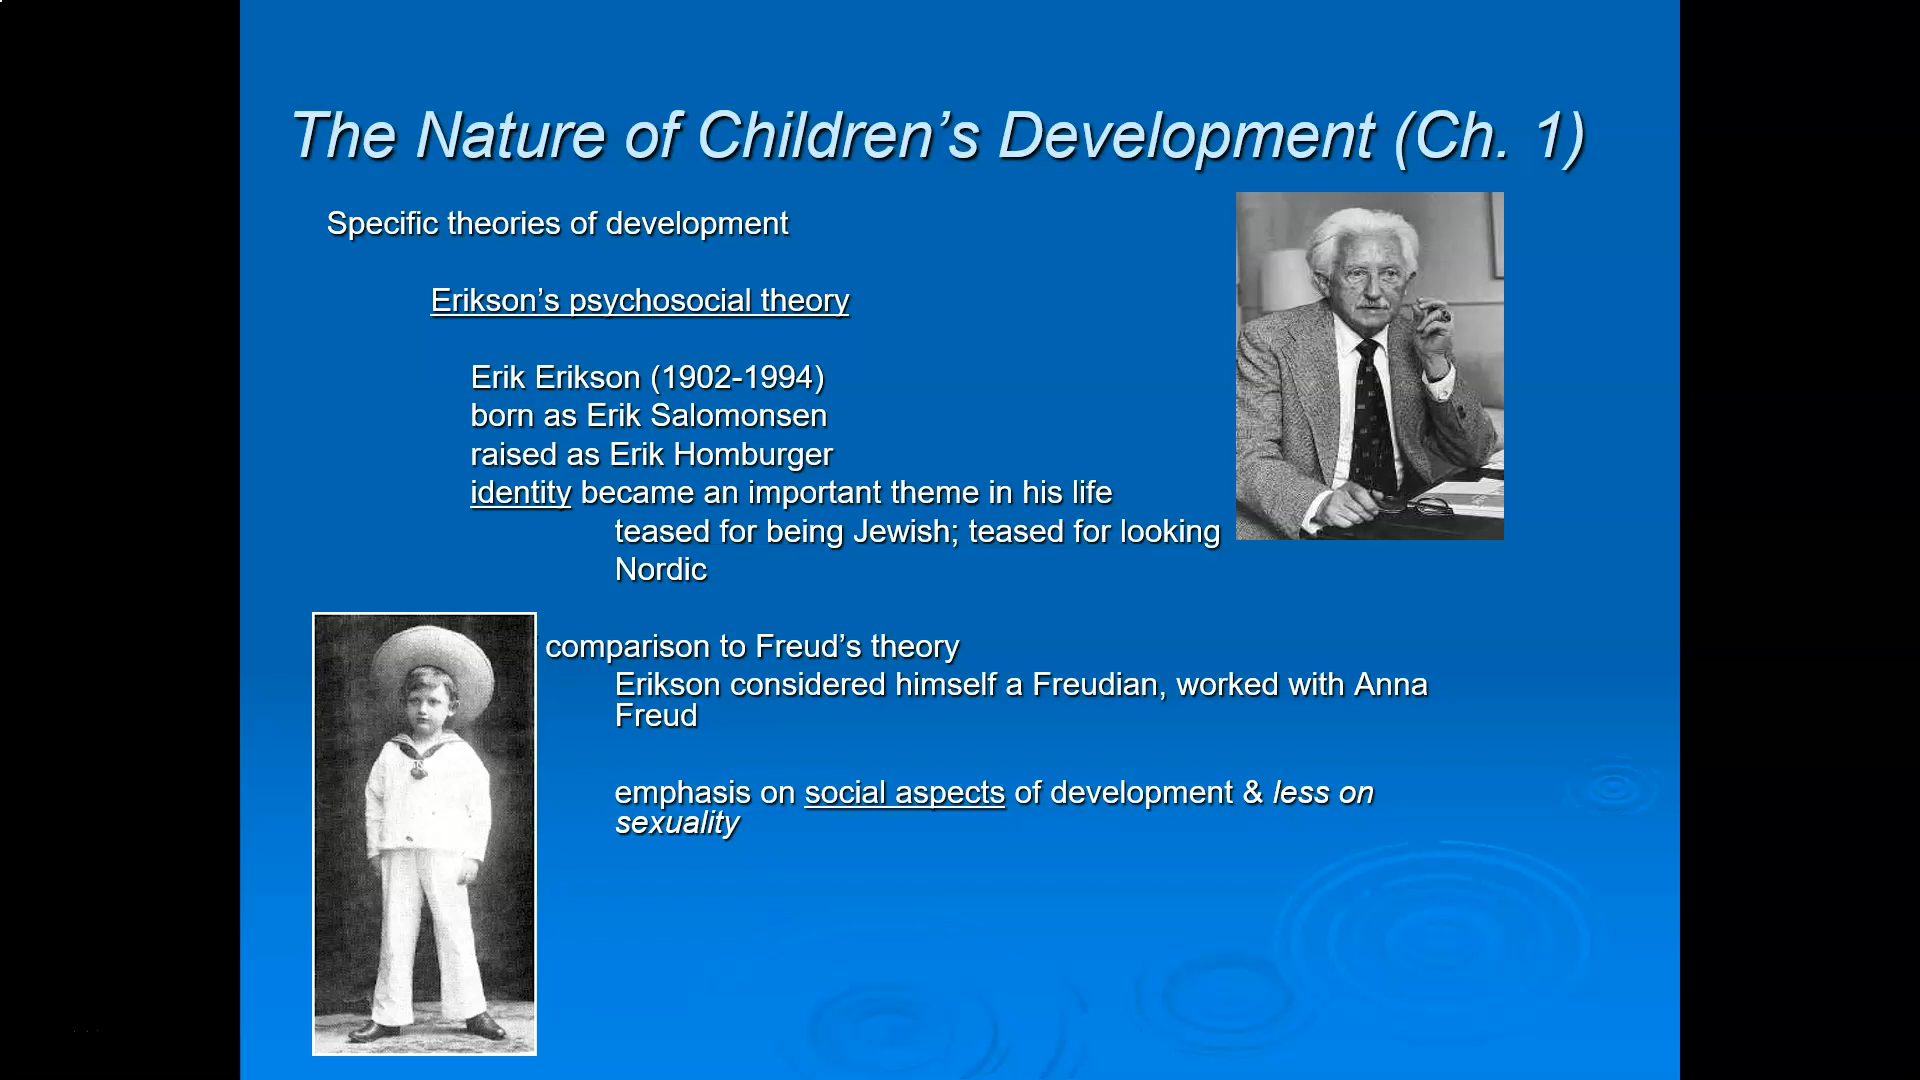 The Nature of Children’s Development (Ch. 1)
Specific theories of development
Erikson’s psychosocial theory
Erik Erikson (1902-1994)
born as Erik Salomonsen
raised as Erik Homburger
identity became an important theme in his life
teased for being Jewish; teased for looking
Nordic
comparison to Freud’s theory
Erikson considered himself a Freudian, worked with Anna
Freud
emphasis on social aspects of development & less on
sexuality